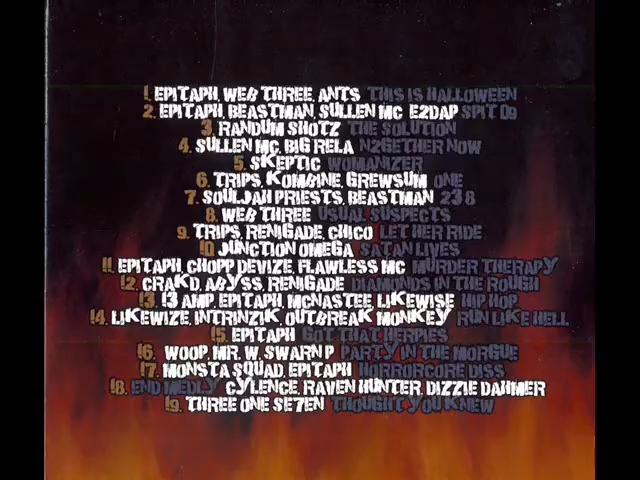 1. EPITAPH, WEB THREE, ANTS THIS IS HALLOWEEN
2. EPITAPH, BEASTMAN, SULLEN MC E2DAP SPIT 09
3. RANDUM SHOTZ THE SOLUTION
4. SULLEN MC, BIG RELA N2GETHER NOW
5. SKEPTIC WOMANIZER
6. TRIPS, KOMBINE, GREWSUM ONE
7. SOULJAH PRIESTS, BEASTMAN 238
8. WEB THREE USUAL SUSPECTS
9. TRIPS, RENIGADE, CHICO LET HER RIDE
10. JUNCTION OMEGA SATAN LIVES
11. EPITAPH, CHOPP DEVIZE, FLAWLESS MC MURDER THERAPY
12. CRAKD, ABYSS, RENIGADE DIAMONDS IN THE ROUGH
13. 13 AMP, EPITAPH, MCNASTEE, LIKEWISE HIP HOP
14. LIKEWIZE, INTRINZIK, OUTBREAK MONKEY RUN LIKE HELL
15. EPITAPH GOT THAT HERPIES
16. WOOP, MR. W, SWARN P PARTY IN THE MORGUE
17. MONSTA SQUAD, EPITAPH HORRORCORE DISS
18. END MEDLY CYLENCE, RAVEN HUNTER, DIZZIE DAHMER
19. THREE ONE SE7EN THOUGHT YOU KNEW